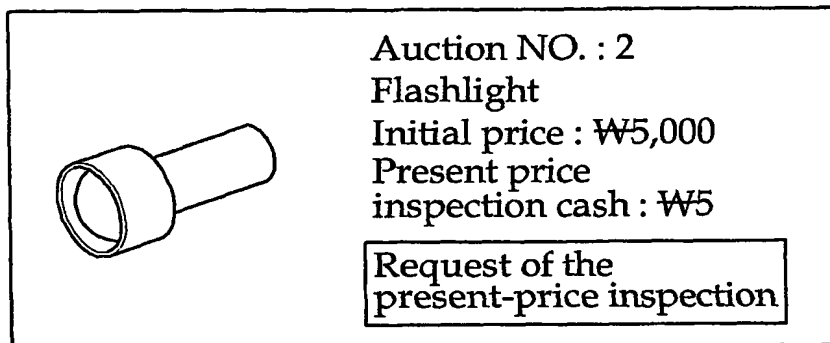 Auction NO. : 2
Flashlight
Initial price : ₩5,000
Present price
inspection cash : ₩5
Request of the
present-price inspection